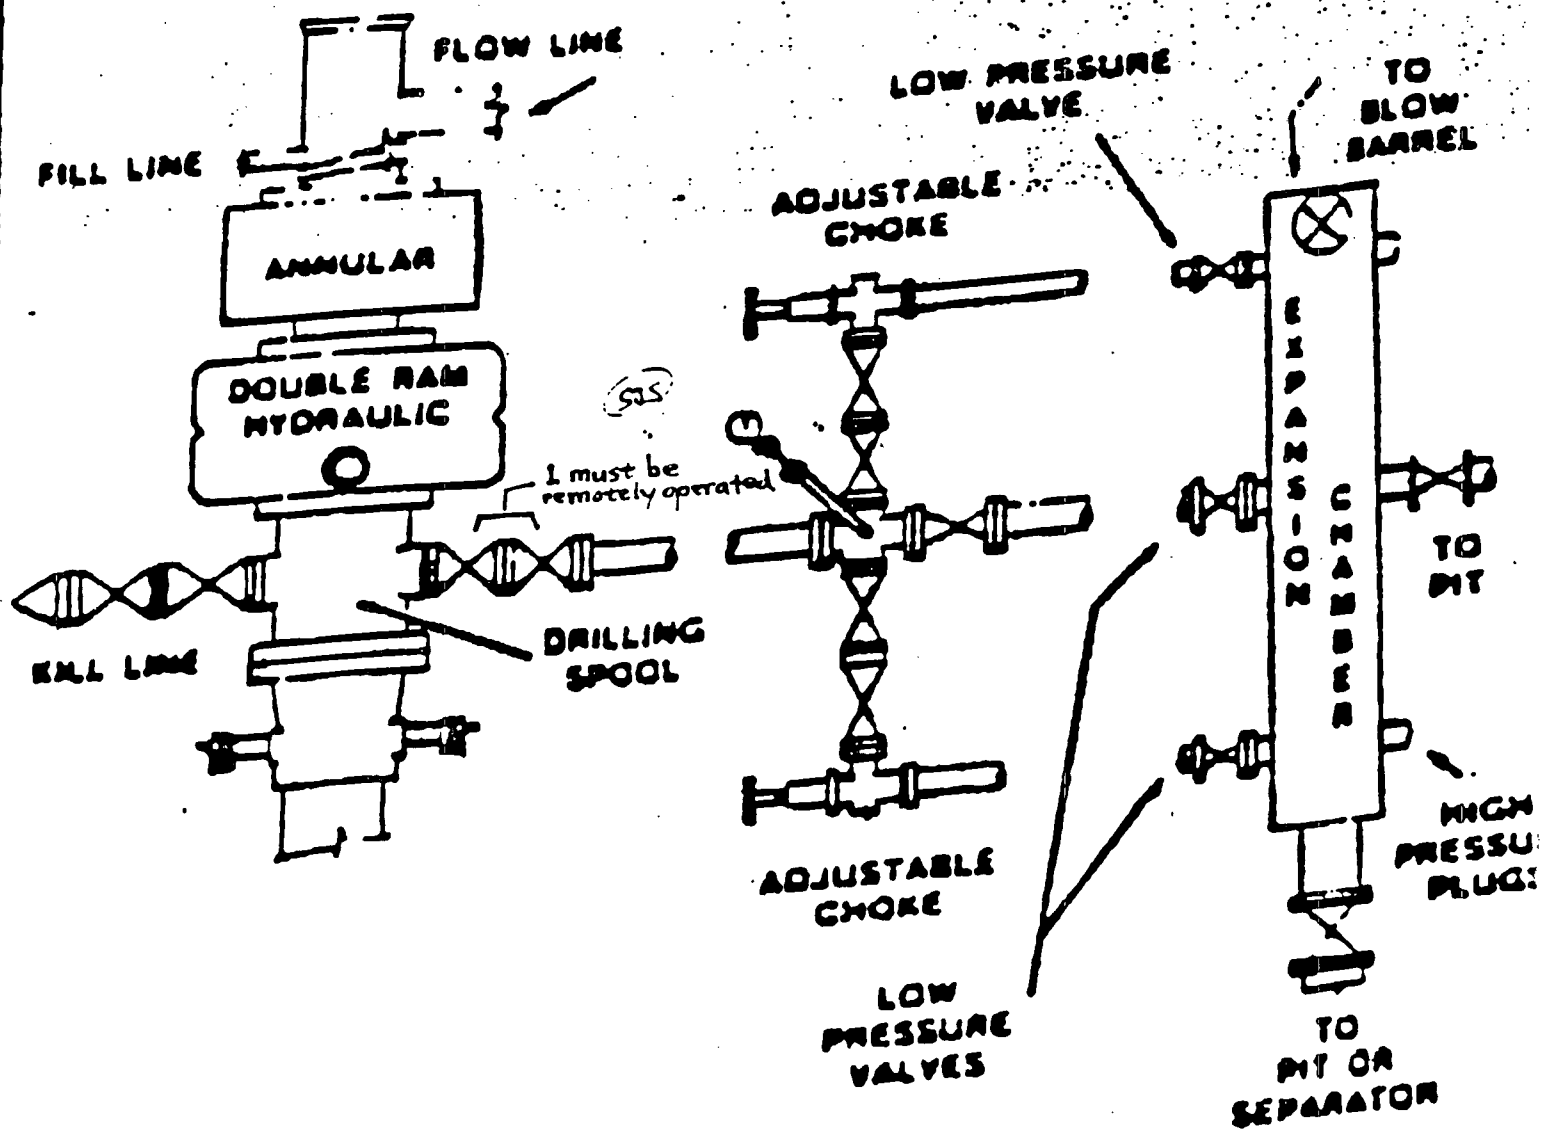 FLOW LINE
FILL LINE
ANNULAR
DOUBLE RAM
HYDRAULIC
1 must be
remotely operated
KILL LINE
DRILLING
SPOOL
ADJUSTABLE
CHOKE
ADJUSTABLE
CHOKE
LOW PRESSURE
VALVE
TO
BLOW
BARREL
EXPANSION
CHAMBER
TO
PIT
HIGH
PLUGS
LOW
PRESSURE
VALVES
TO
PIT OR
SEPARATOR